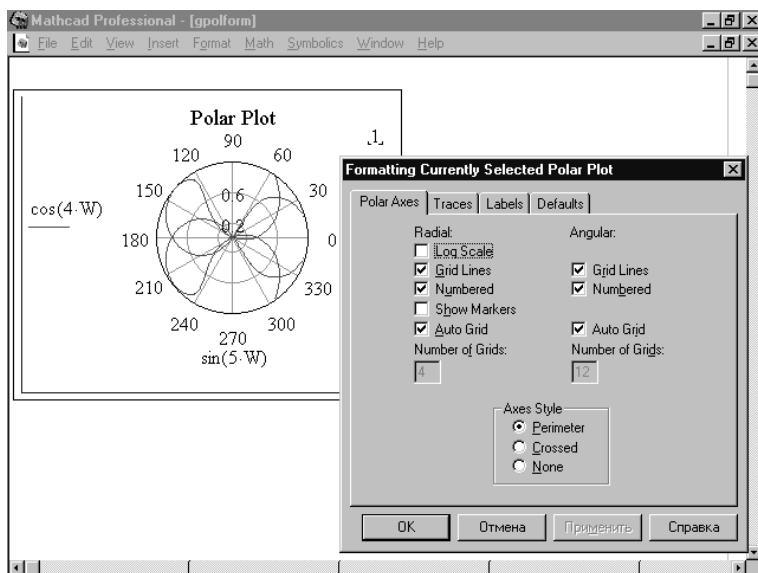 Mathcad Professional - [gpolform]
File Edit View Insert Format Math Symbolics Window Help
Polar Plot
1
90
120 60
150 30
0.6
0.2
cos(4·W)
180 0
210 330
240 300
270
sin(5·W)
Formatting Currently Selected Polar Plot
Polar Axes Traces Labels Defaults
Radial: Angular:
Log Scale
Grid Lines Grid Lines
Numbered Numbered
Show Markers
Auto Grid Auto Grid
Number of Grids: Number of Grids:
4 12
Axes Style
Perimeter
Crossed
None
OK Отмена Применить Справка